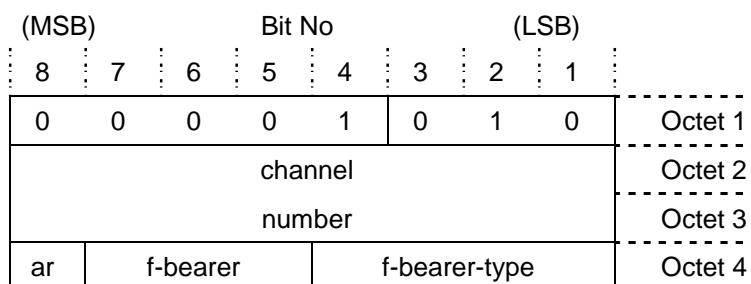 (MSB) Bit No (LSB)
8 7 6 5 4 3 2 1
0 0 0 0 1 0 1 0 Octet 1
channel Octet 2
number Octet 3
ar f-bearer f-bearer-type Octet 4